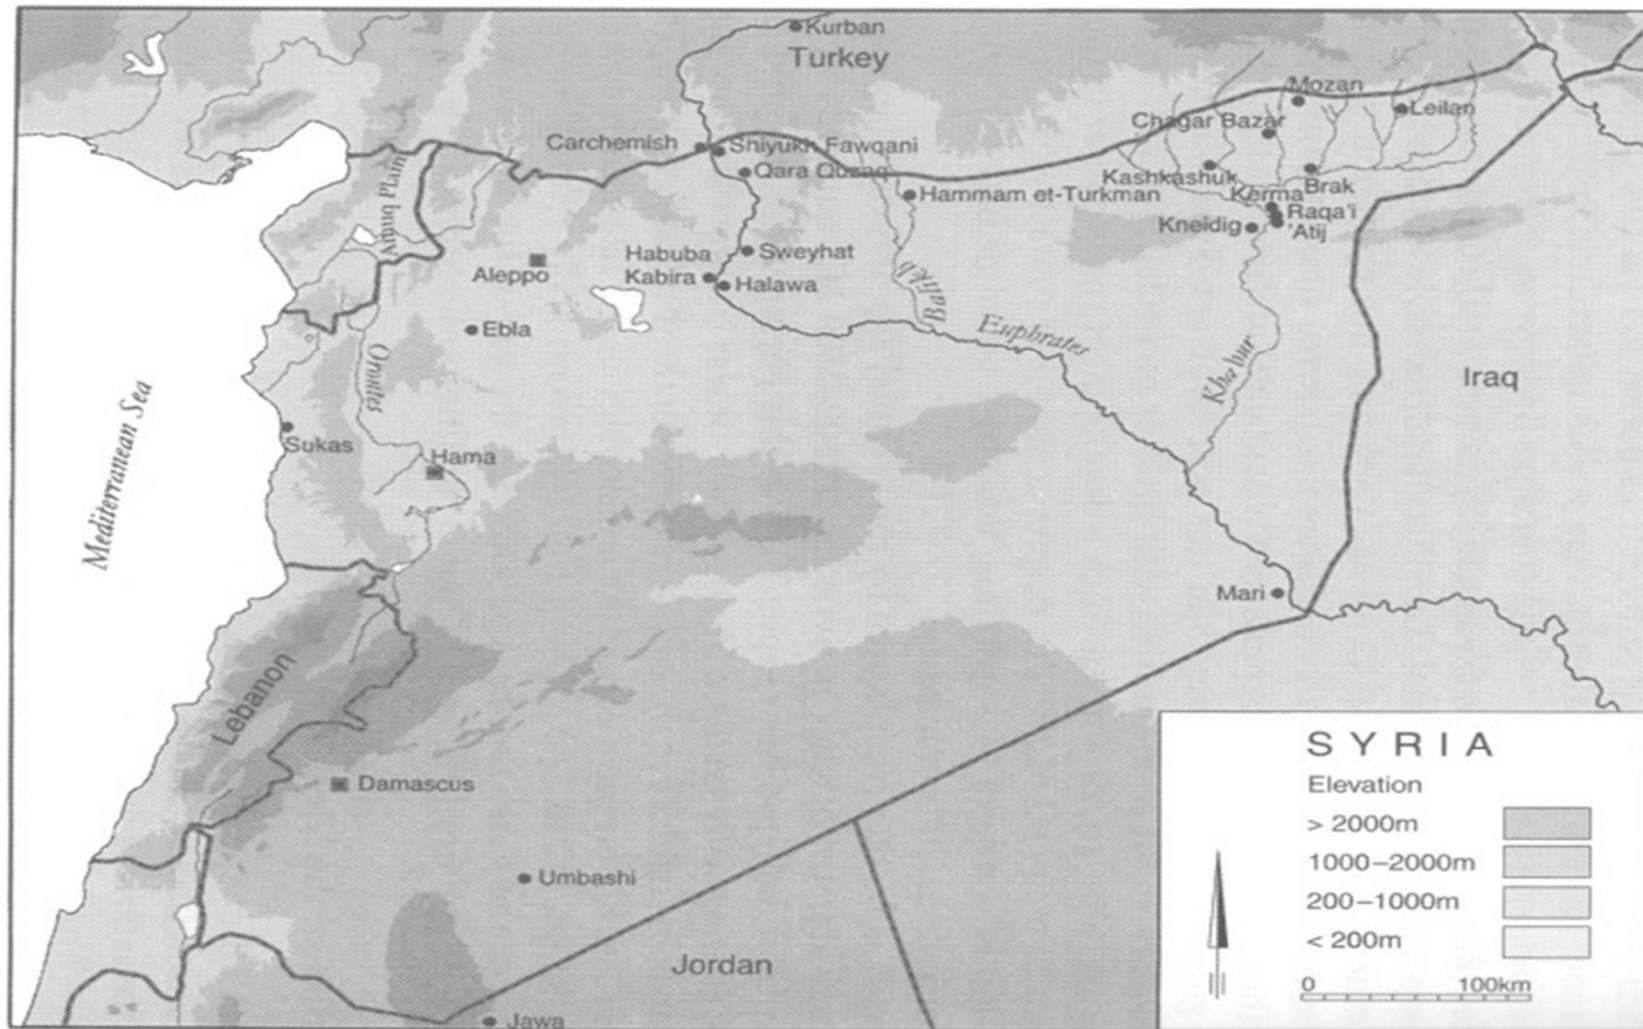 Kurban
Turkey
Mozan
Leilan
Chagar Bazar
Carchemish
Shiyukh Fawqani
Qara Quzaq
Kashkashuk
Brak
Hammam et-Turkman
Kerma
Raqa'i
'Atij
Kneidig
Amuq Plain
Aleppo
Habuba
Kabira
Sweyhat
Halawa
Balikh
Ebla
Euphrates
Orontes
Khabur
Iraq
Mediterranean Sea
Sukas
Hama
Mari
Lebanon
Damascus
Umbashi
Jordan
Jawa
SYRIA
Elevation
> 2000m
1000–2000m
200–1000m
< 200m
0 100km